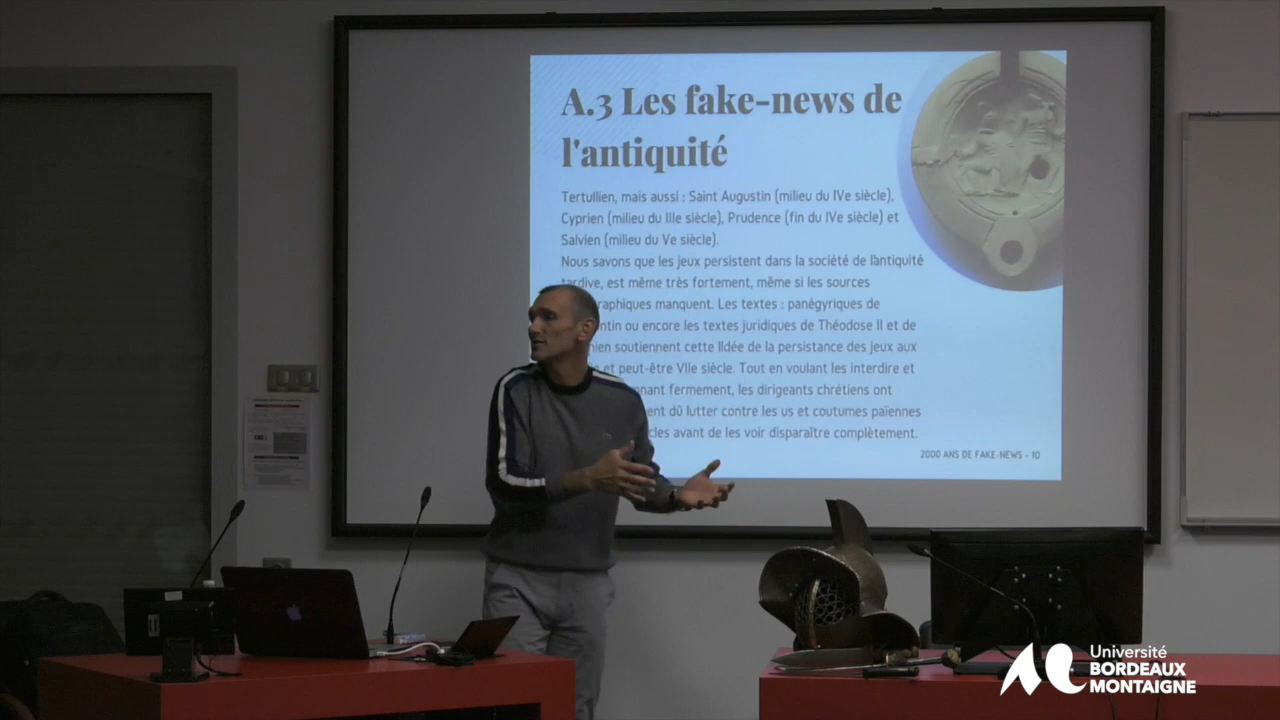 A.3 Les fake-news de
l'antiquité
Tertullien, mais aussi : Saint Augustin (milieu du IVe siècle),
Cyprien (milieu du IIIe siècle), Prudence (fin du IVe siècle) et
Salvien (milieu du Ve siècle).
Nous savons que les jeux persistent dans la société de l'antiquité
tardive, est même très fortement, même si les sources
raphiques manquent. Les textes : panégyriques de
ntin ou encore les textes juridiques de Théodose II et de
nien soutiennent cette IIdée de la persistance des jeux aux
et peut-être VIIe siècle. Tout en voulant les interdire et
nant fermement, les dirigeants chrétiens ont
ent dû lutter contre les us et coutumes païennes
cles avant de les voir disparaître complètement.
2000 ANS DE FAKE-NEWS - 10
Université
BORDEAUX
MONTAIGNE